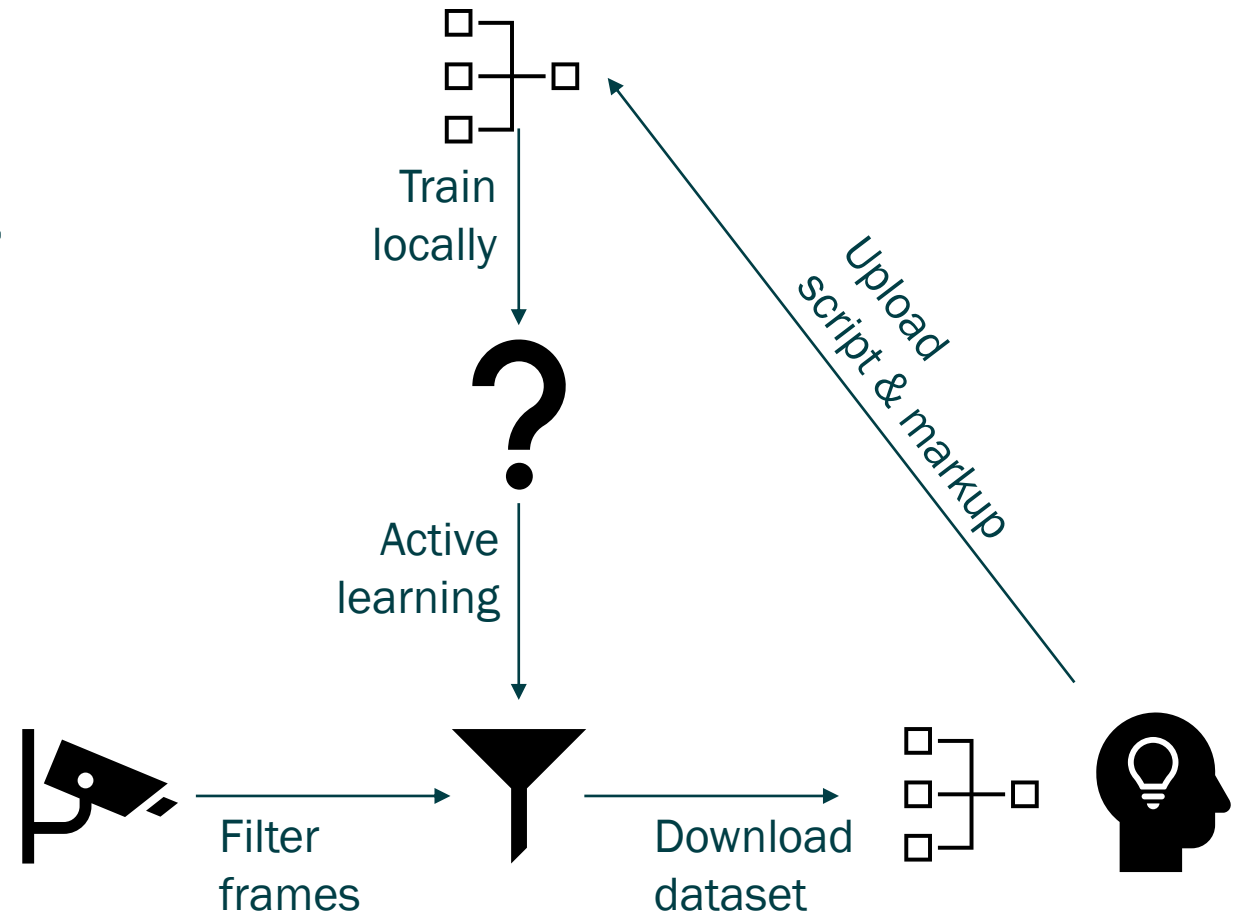 Train
locally
Upload
script & markup
?
Active
learning
Filter
frames
Download
dataset